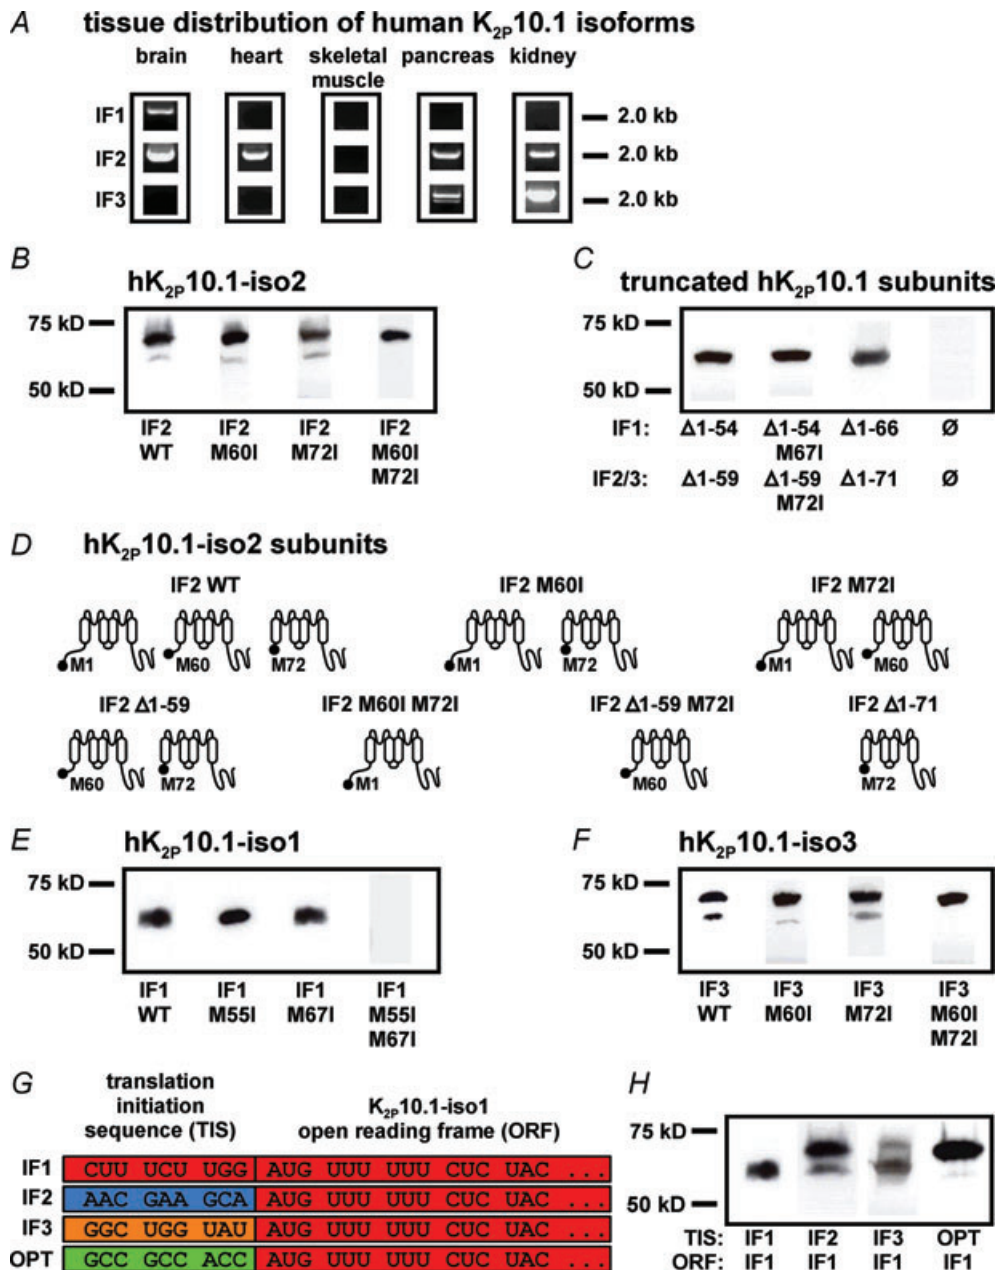 A tissue distribution of human K2P10.1 isoforms
brain heart skeletal muscle pancreas kidney
IF1 2.0 kb
IF2 2.0 kb
IF3 2.0 kb
B hK2P10.1-iso2
75 kD
50 kD
IF2 WT IF2 M60I IF2 M72I IF2 M60I M72I
C truncated hK2P10.1 subunits
75 kD
50 kD
IF1: Δ1-54 Δ1-54 M67I Δ1-66 Ø
IF2/3: Δ1-59 Δ1-59 M72I Δ1-71 Ø
D hK2P10.1-iso2 subunits
IF2 WT IF2 M60I IF2 M72I
M1 M60 M72 M1 M72 M1 M60
IF2 Δ1-59 IF2 M60I M72I IF2 Δ1-59 M72I IF2 Δ1-71
M60 M72 M1 M60 M72
E hK2P10.1-iso1
75 kD
50 kD
IF1 WT IF1 M55I IF1 M67I IF1 M55I M67I
F hK2P10.1-iso3
75 kD
50 kD
IF3 WT IF3 M60I IF3 M72I IF3 M60I M72I
G translation initiation sequence (TIS) K2P10.1-iso1 open reading frame (ORF)
IF1 CUU UCU UGG AUG UUU UUU CUC UAC ...
IF2 AAC GAA GCA AUG UUU UUU CUC UAC ...
IF3 GGC UGG UAU AUG UUU UUU CUC UAC ...
OPT GCC GCC ACC AUG UUU UUU CUC UAC ...
H
75 kD
50 kD
TIS: IF1 IF2 IF3 OPT
ORF: IF1 IF1 IF1 IF1